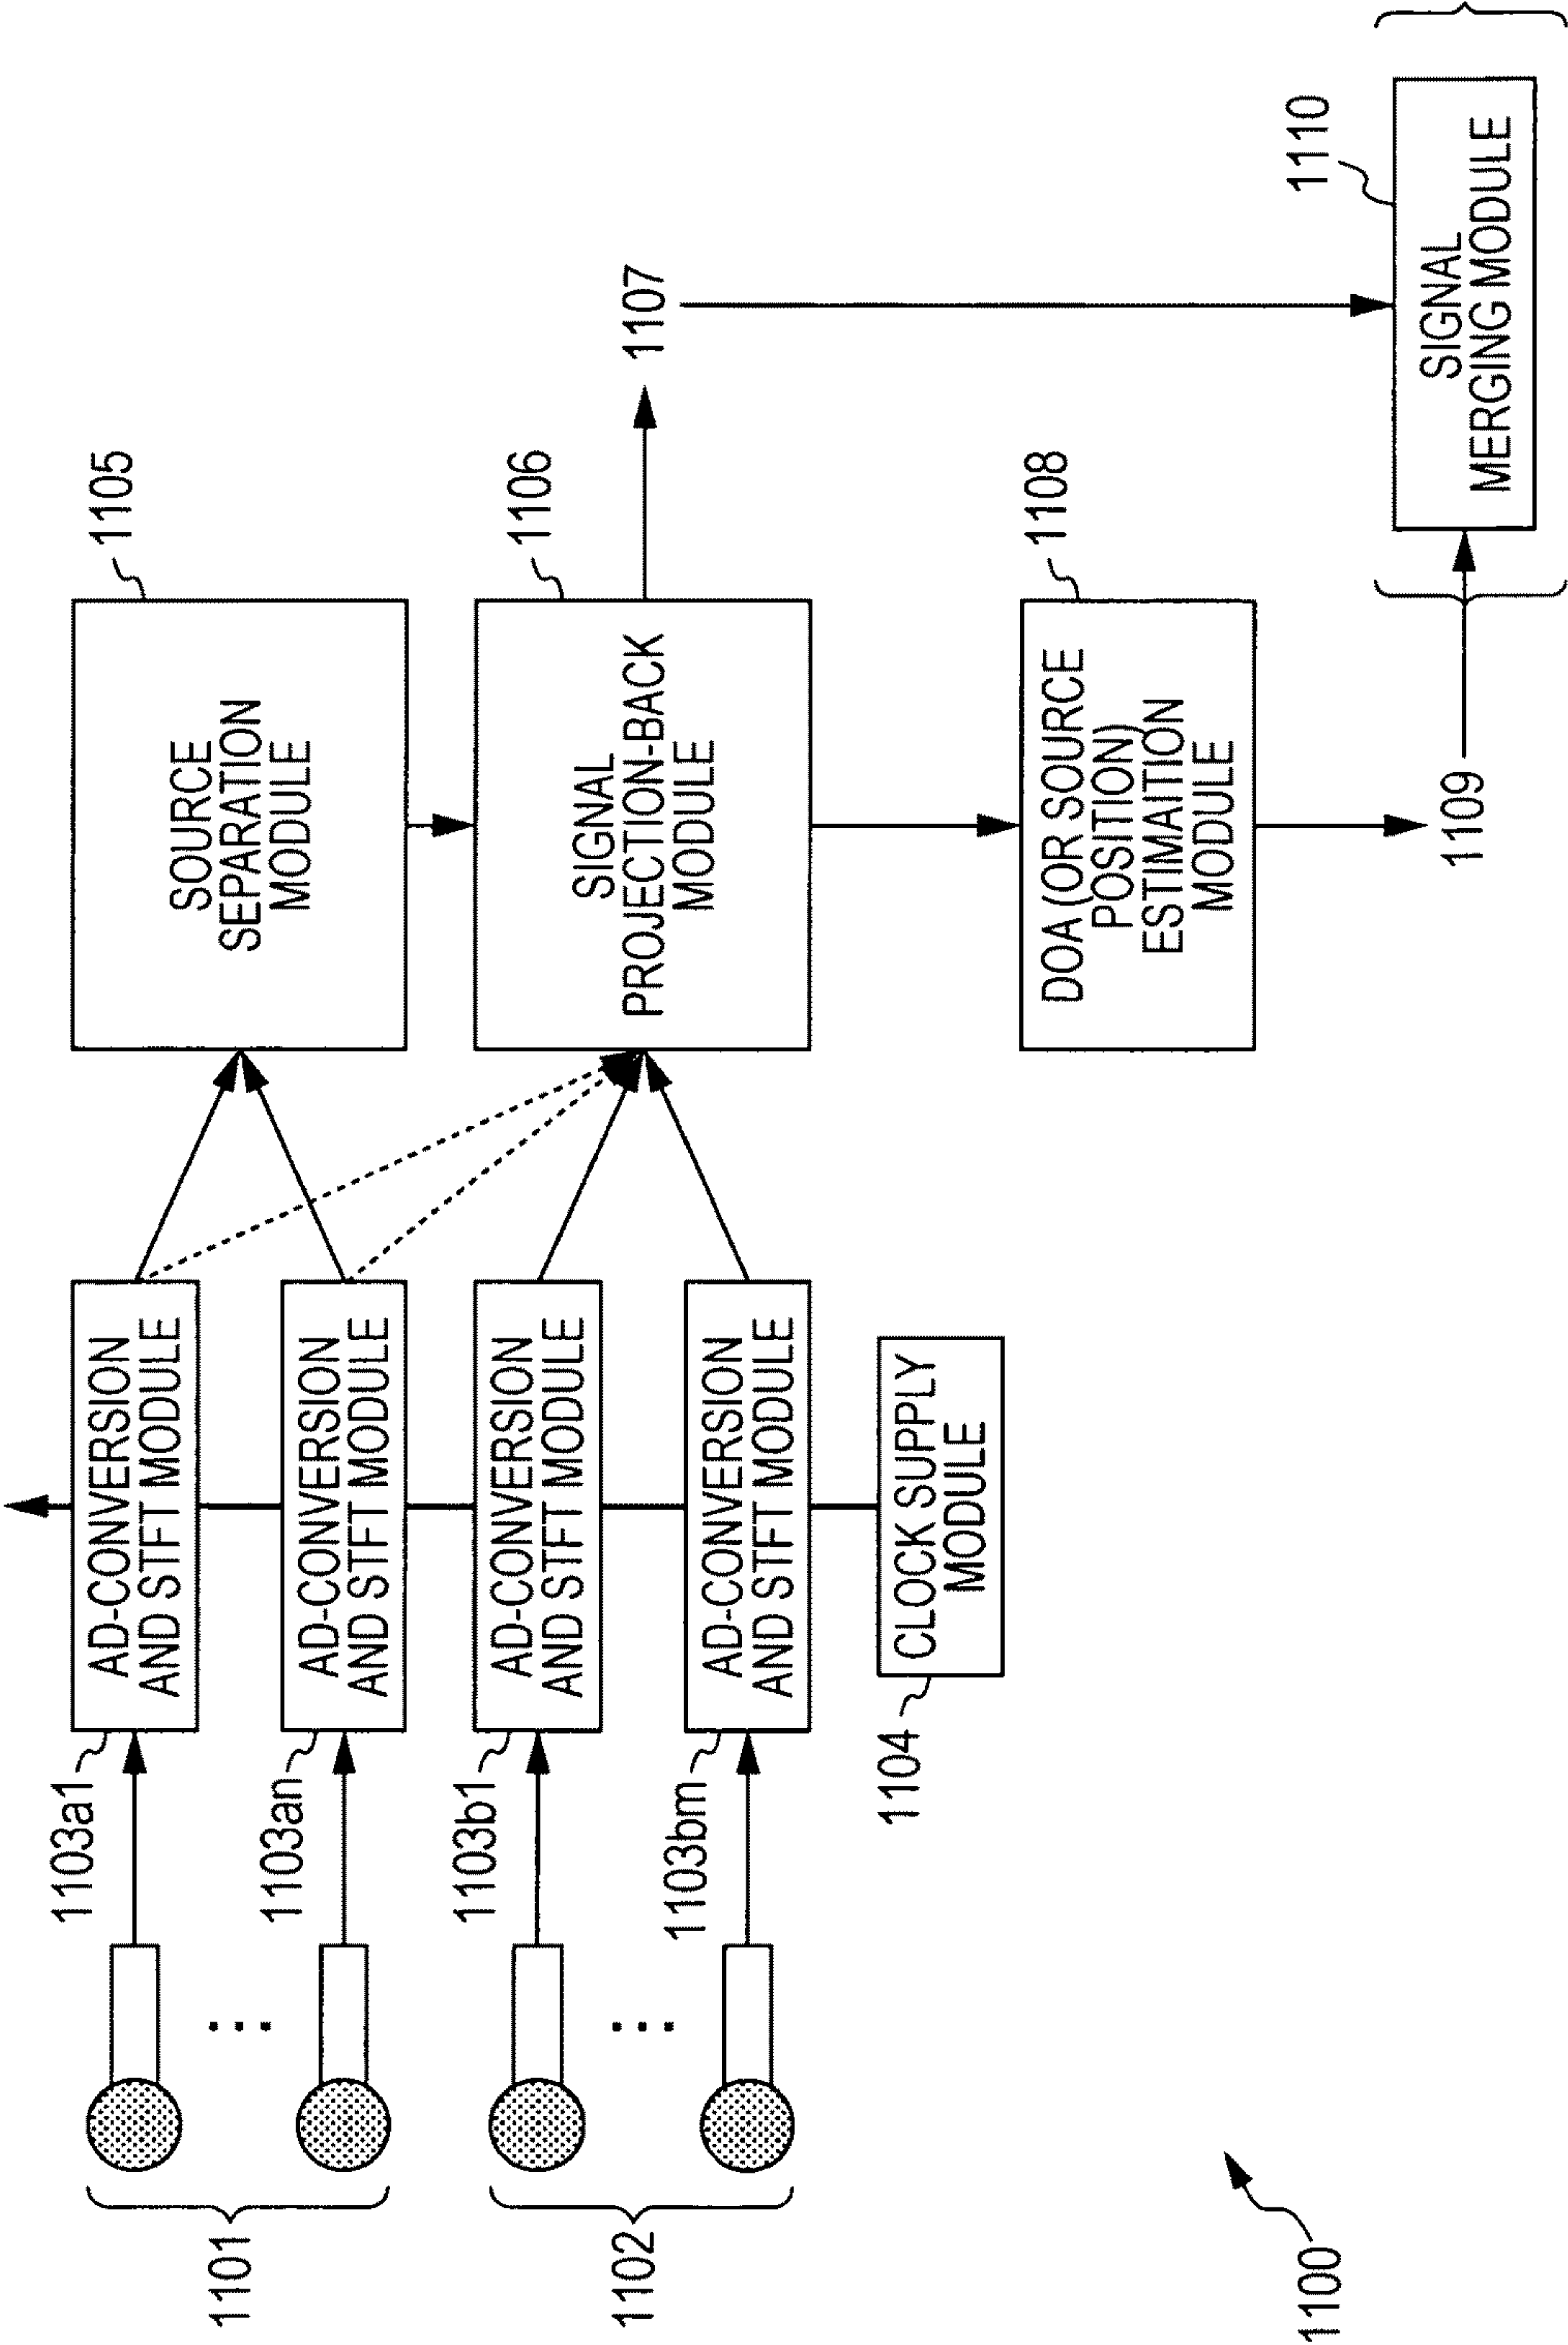 1101
1102
1100
1103a1
1103an
1103b1
1103bm
1104
AD-CONVERSION
AND STFT MODULE
AD-CONVERSION
AND STFT MODULE
AD-CONVERSION
AND STFT MODULE
AD-CONVERSION
AND STFT MODULE
CLOCK SUPPLY
MODULE
1105
SOURCE
SEPARATION
MODULE
1106
SIGNAL
PROJECTION-BACK
MODULE
1107
1108
DOA (OR SOURCE
POSITION)
ESTIMAITION
MODULE
1109
1110
SIGNAL
MERGING MODULE